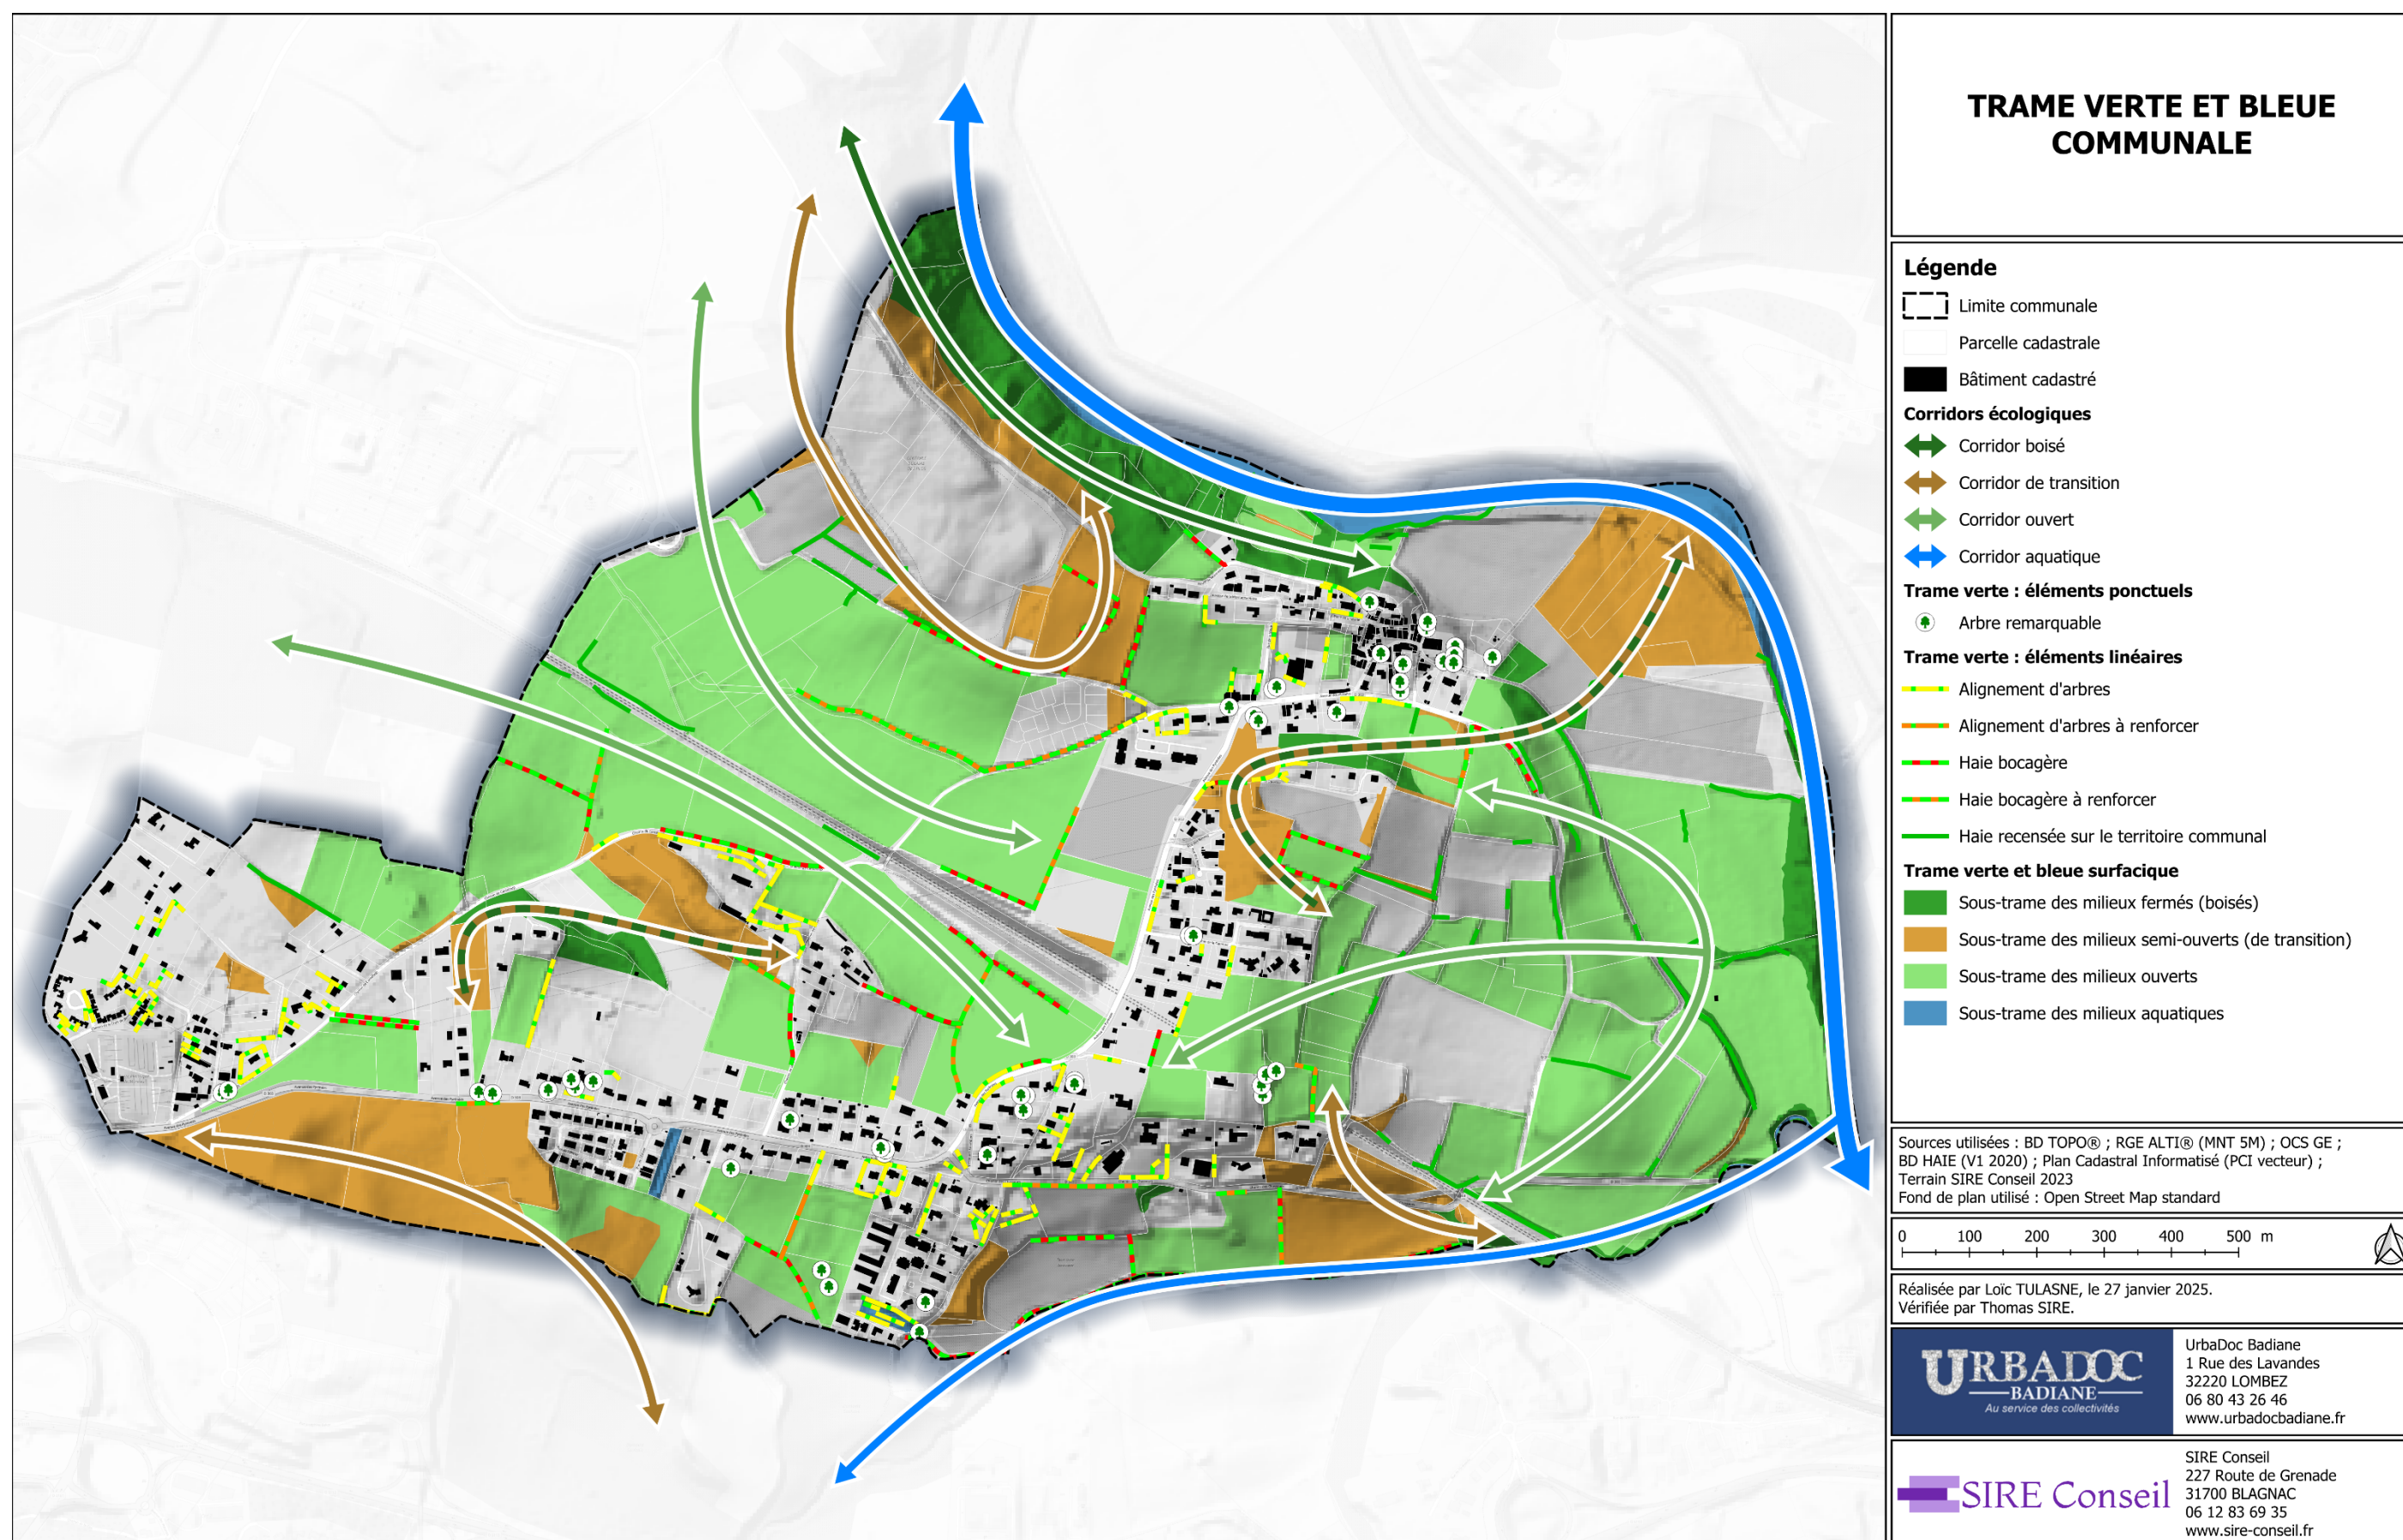 TRAME VERTE ET BLEUE
COMMUNALE
Légende
Limite communale
Parcelle cadastrale
Bâtiment cadastré
Corridors écologiques
Corridor boisé
Corridor de transition
Corridor ouvert
Corridor aquatique
Trame verte : éléments ponctuels
Arbre remarquable
Trame verte : éléments linéaires
Alignement d'arbres
Alignement d'arbres à renforcer
Haie bocagère
Haie bocagère à renforcer
Haie recensée sur le territoire communal
Trame verte et bleue surfacique
Sous-trame des milieux fermés (boisés)
Sous-trame des milieux semi-ouverts (de transition)
Sous-trame des milieux ouverts
Sous-trame des milieux aquatiques
Sources utilisées : BD TOPO® ; RGE ALTI® (MNT 5M) ; OCS GE ;
BD HAIE (V1 2020) ; Plan Cadastral Informatisé (PCI vecteur) ;
Terrain SIRE Conseil 2023
Fond de plan utilisé : Open Street Map standard
0 100 200 300 400 500 m
Réalisée par Loïc TULASNE, le 27 janvier 2025.
Vérifiée par Thomas SIRE.
URBADOC
BADIANE
Au service des collectivités
UrbaDoc Badiane
1 Rue des Lavandes
32220 LOMBEZ
06 80 43 26 46
www.urbadocbadiane.fr
SIRE Conseil
SIRE Conseil
227 Route de Grenade
31700 BLAGNAC
06 12 83 69 35
www.sire-conseil.fr